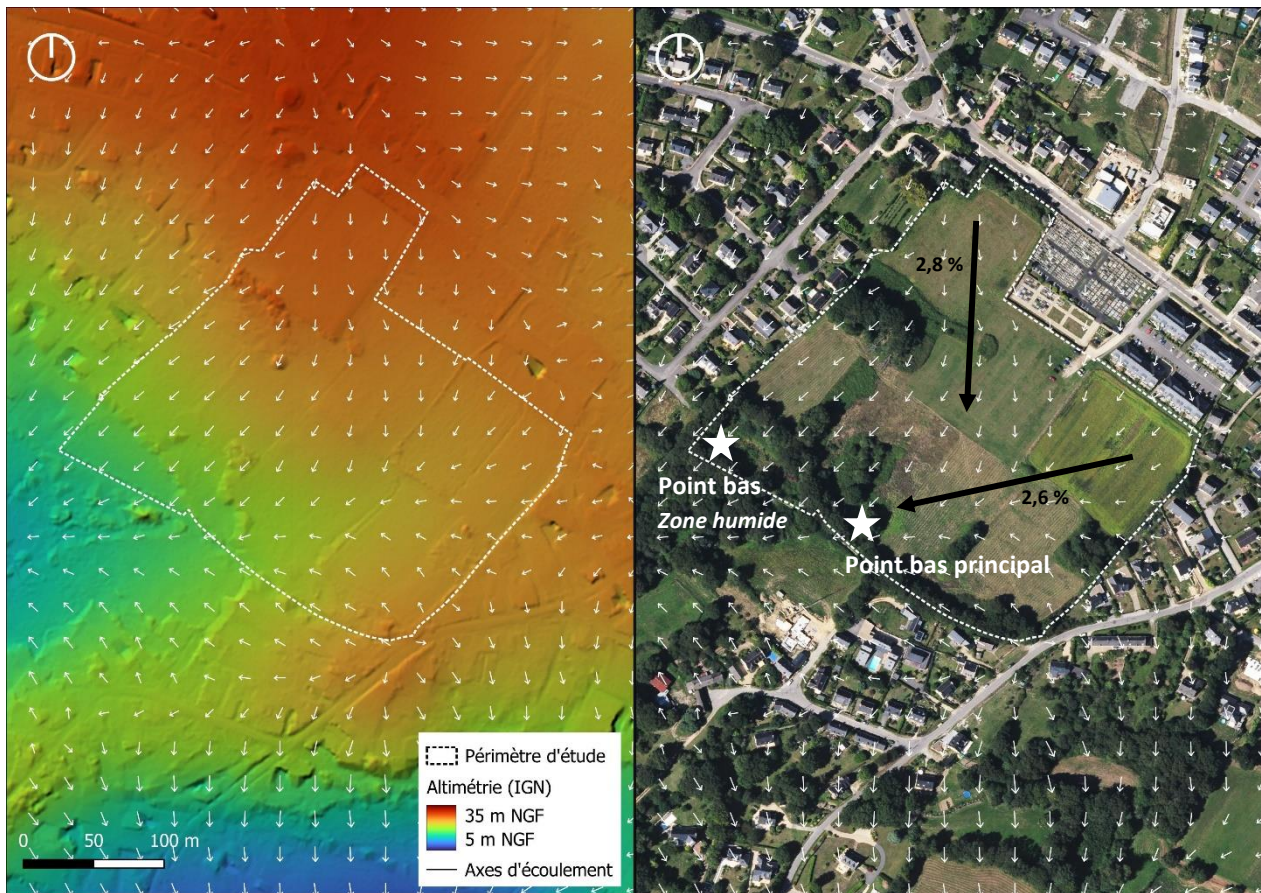 2,8 %
2,6 %
Point bas
Zone humide
Point bas principal
Périmètre d'étude
Altimétrie (IGN)
35 m NGF
5 m NGF
Axes d'écoulement
0 50 100 m